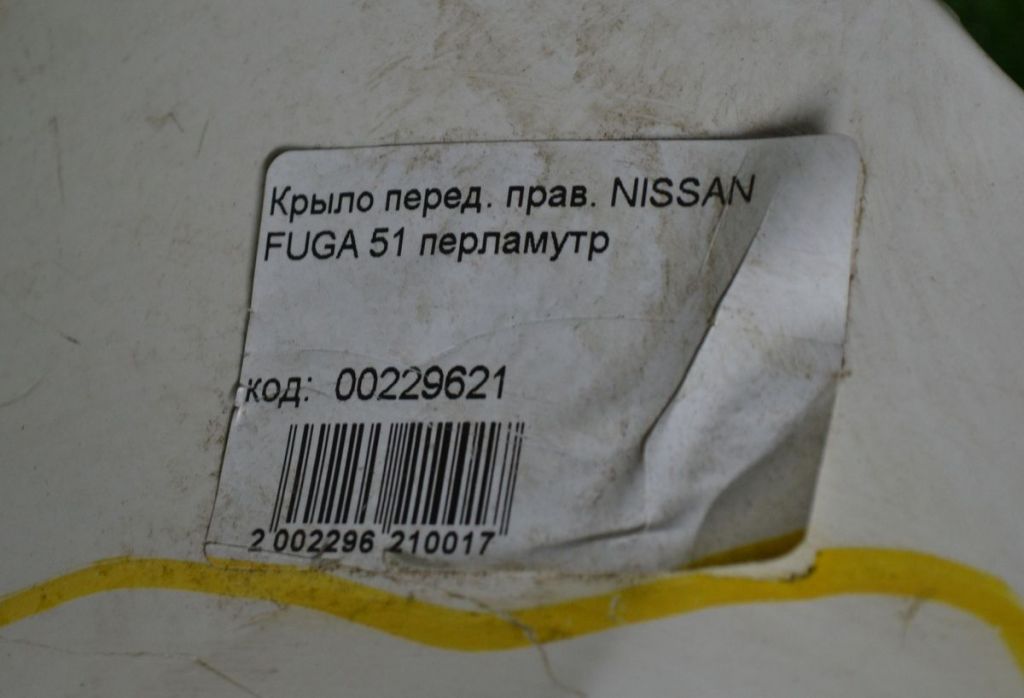 Крыло перед. прав. NISSAN
FUGA 51 перламутр
код: 00229621
2 002296 210017